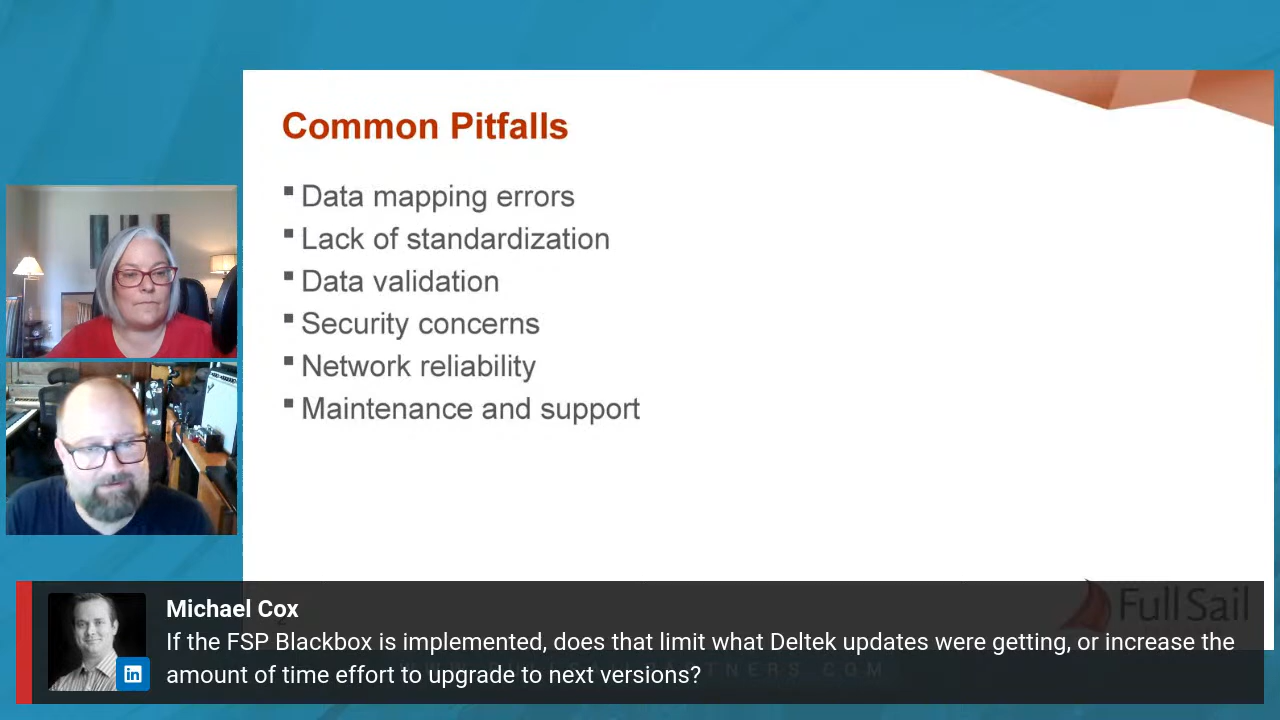 Common Pitfalls
Data mapping errors
Lack of standardization
Data validation
Security concerns
Network reliability
Maintenance and support
Full Sail
Michael Cox
If the FSP Blackbox is implemented, does that limit what Deltek updates were getting, or increase the
amount of time effort to upgrade to next versions?
in